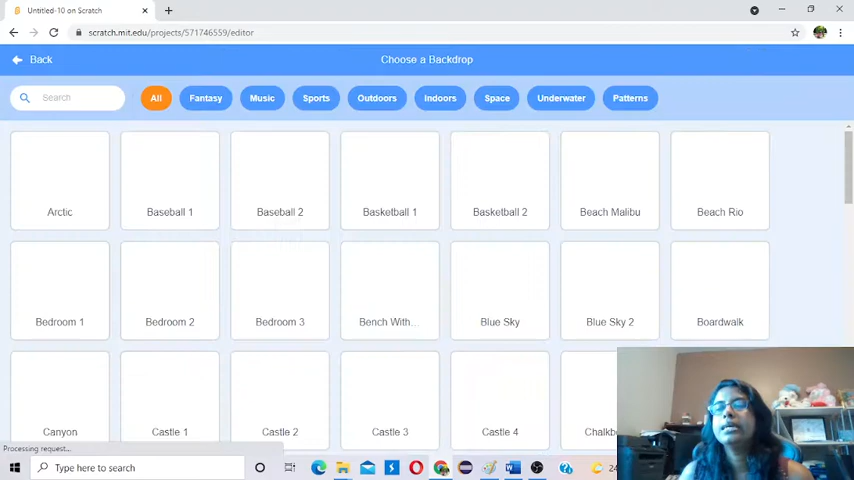 Untitled-10 on Scratch
scratch.mit.edu/projects/571746559/editor
Back
Choose a Backdrop
Search
All
Fantasy
Music
Sports
Outdoors
Indoors
Space
Underwater
Patterns
Arctic
Baseball 1
Baseball 2
Basketball 1
Basketball 2
Beach Malibu
Beach Rio
Bedroom 1
Bedroom 2
Bedroom 3
Bench With...
Blue Sky
Blue Sky 2
Boardwalk
Canyon
Castle 1
Castle 2
Castle 3
Castle 4
Processing request...
Type here to search